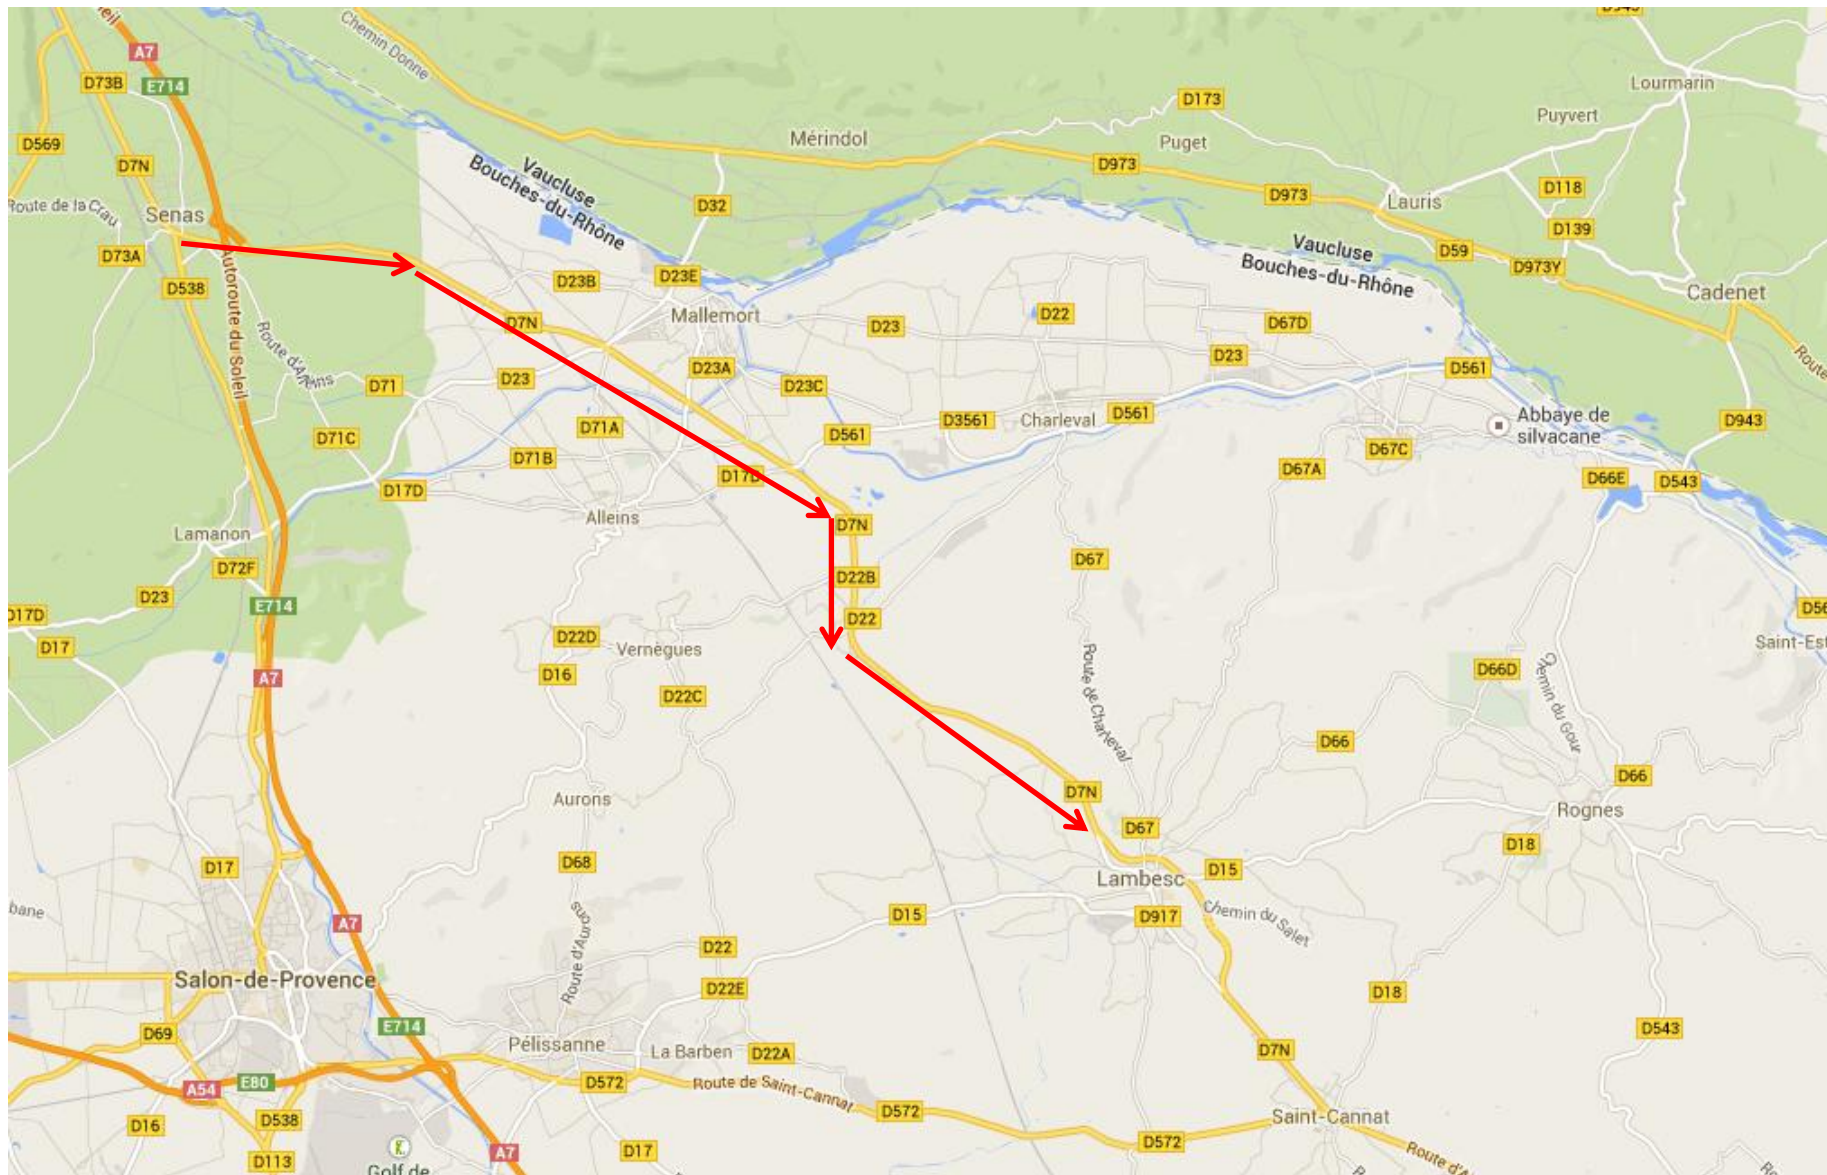 A7
E714
D73B
D569
D7N
Route de la Crau
Senas
D73A
D538
Autoroute du Soleil
Chemin Donne
Mérindol
D173
Puget
Puyvert
Lourmarin
D973
D973
Lauris
D118
D139
D59
D973Y
Cadenet
Route
Vaucluse
Bouches-du-Rhône
D32
D23B
D23E
Mallemort
D7N
D23
D22
D67D
D23
Vaucluse
Bouches-du-Rhône
D561
D943
D71
D23
D23A
D23C
D71C
D71A
D71B
D17D
D561
D3561
Charleval
D561
D67A
D67C
Abbaye de
silvacane
D66E
D543
Alleins
D7N
Lamanon
D72F
E714
D23
D17
D22B
D22
D67
Route de Charleval
D22D
Vernègues
D16
D22C
A7
D66D
Chemin du Gour
D66
D66
Rognes
D7N
Aurons
D68
D67
Lambesc
D15
D18
D17
A7
D15
D917
Chemin du Salet
Salon-de-Provence
D22
D22E
D18
D543
D69
E714
Pélissanne
La Barben
D22A
D7N
A54
E80
D572
Route de Saint-Cannat
D572
Saint-Cannat
D16
D538
D113
Golf de
A7
D17
D572